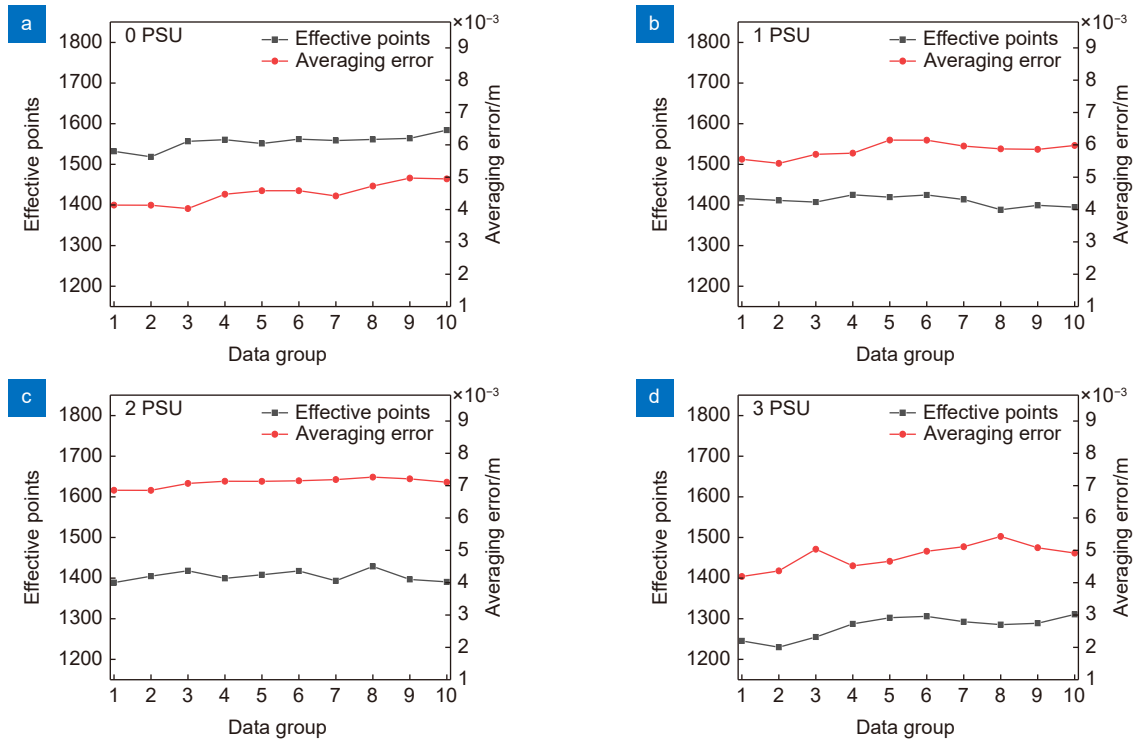 a
0 PSU
×10⁻³
Effective points
Averaging error
1800
1700
1600
1500
1400
1300
1200
9
8
7
6
5
4
3
2
1
Effective points
Averaging error/m
1 2 3 4 5 6 7 8 9 10
Data group
b
1 PSU
×10⁻³
Effective points
Averaging error
1800
1700
1600
1500
1400
1300
1200
9
8
7
6
5
4
3
2
1
Effective points
Averaging error/m
1 2 3 4 5 6 7 8 9 10
Data group
c
2 PSU
×10⁻³
Effective points
Averaging error
1800
1700
1600
1500
1400
1300
1200
9
8
7
6
5
4
3
2
1
Effective points
Averaging error/m
1 2 3 4 5 6 7 8 9 10
Data group
d
3 PSU
×10⁻³
Effective points
Averaging error
1800
1700
1600
1500
1400
1300
1200
9
8
7
6
5
4
3
2
1
Effective points
Averaging error/m
1 2 3 4 5 6 7 8 9 10
Data group